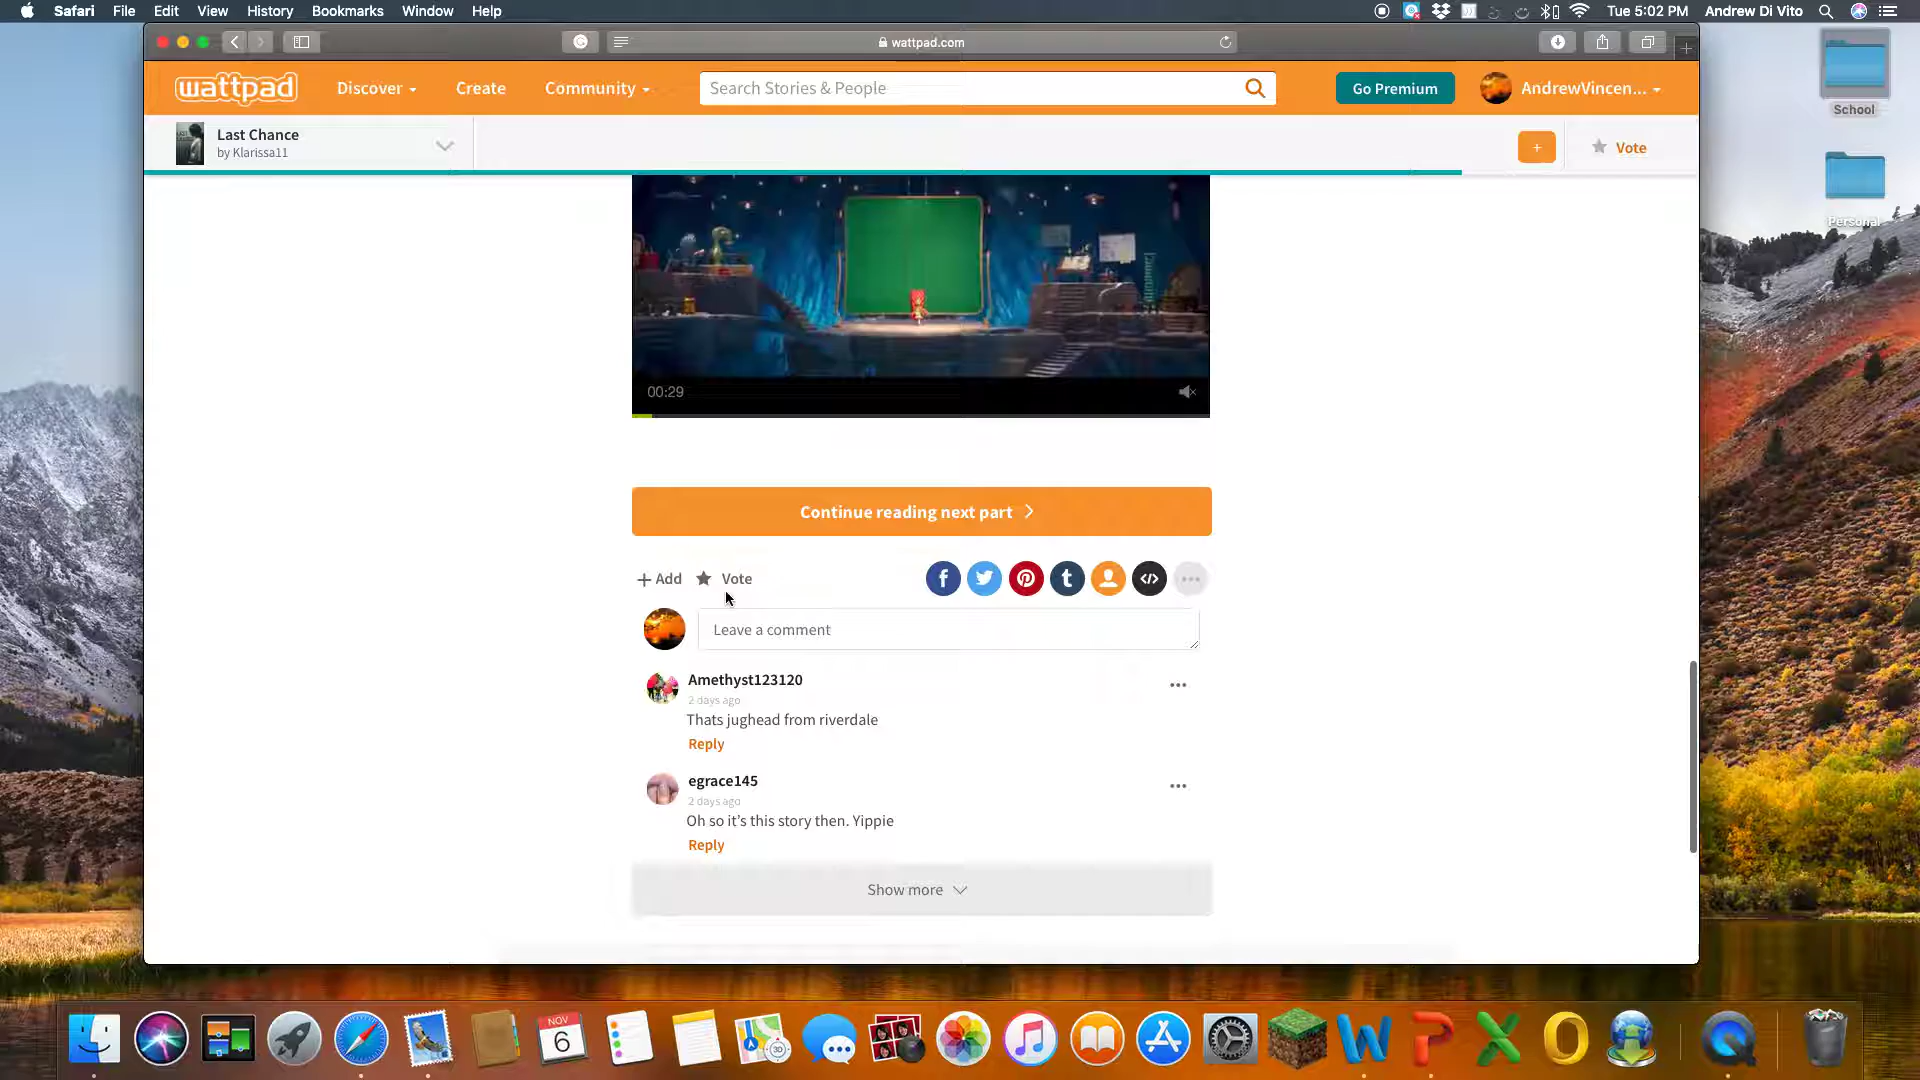 Safari File Edit View History Bookmarks Window Help
Tue 5:02 PM Andrew Di Vito
wattpad.com
wattpad Discover Create Community Search Stories & People Go Premium AndrewVincen...
Last Chance
by Klarissa11
+ Vote
School
Personal
00:29
Continue reading next part
+ Add Vote
Leave a comment
Amethyst123120
2 days ago
Thats jughead from riverdale
Reply
egrace145
2 days ago
Oh so it's this story then. Yippie
Reply
Show more
NOV
6
3D